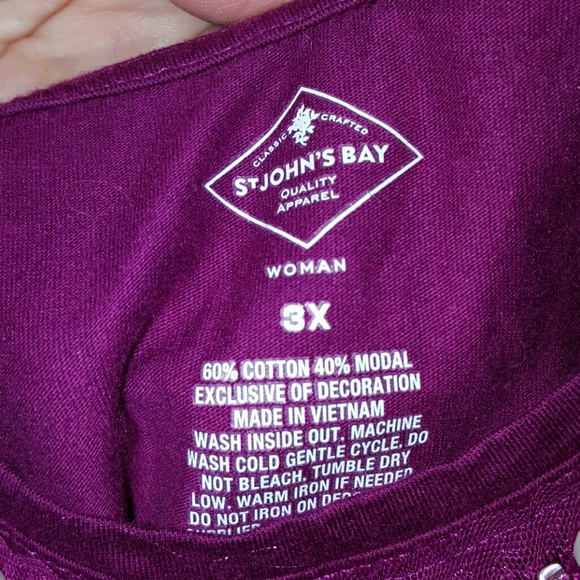 CLASSIC CRAFTED
ST JOHN'S BAY
QUALITY
APPAREL
WOMAN
3X
60% COTTON 40% MODAL
EXCLUSIVE OF DECORATION
MADE IN VIETNAM
WASH INSIDE OUT. MACHINE
WASH COLD GENTLE CYCLE. DO
NOT BLEACH. TUMBLE DRY
LOW. WARM IRON IF NEEDED.
DO NOT IRON ON